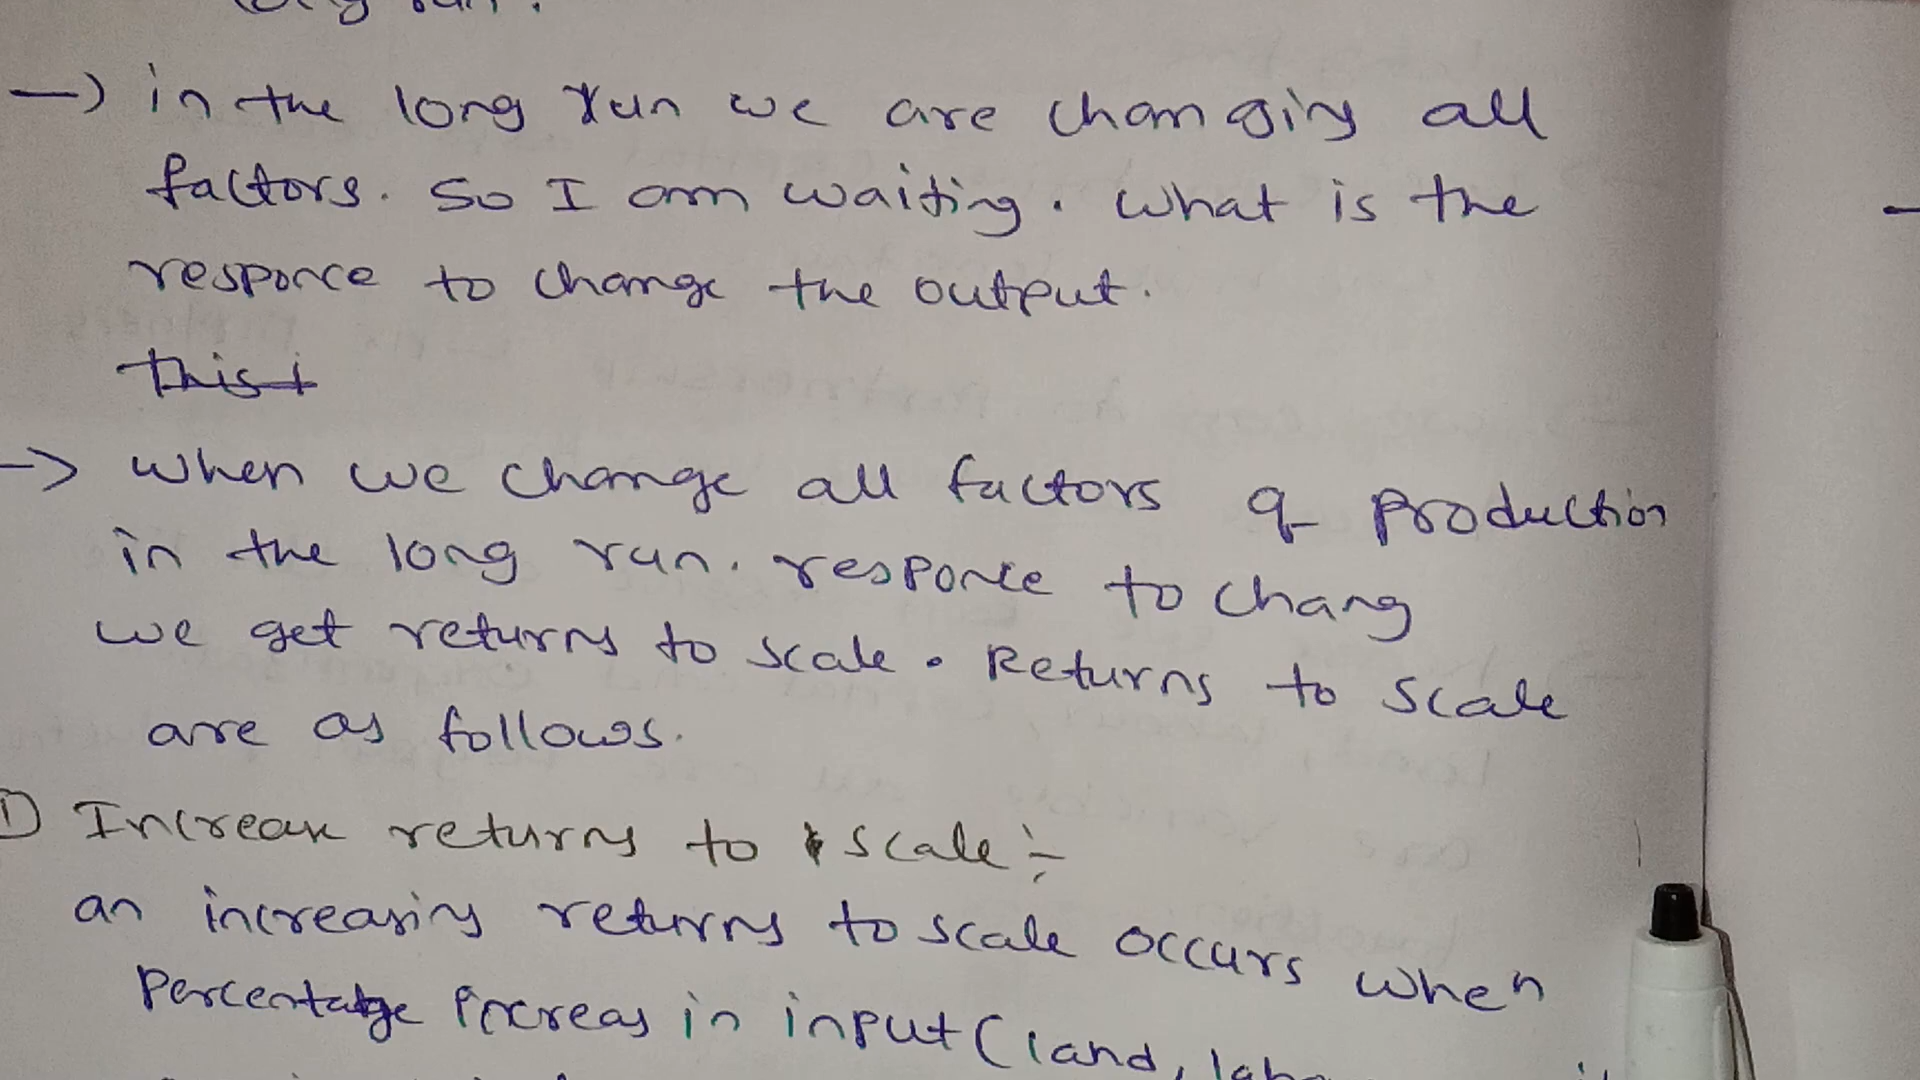 long run.
→ in the long run we are changing all
factors. So I am waiting. What is the
responce to change the output.
→ when we change all factors of production
in the long run. responce to chang
we get returns to scale. Returns to scale
are as follows.
1) Increase returns to scale :-
an increasing returns to scale occurs when
percentage increas in input (land,